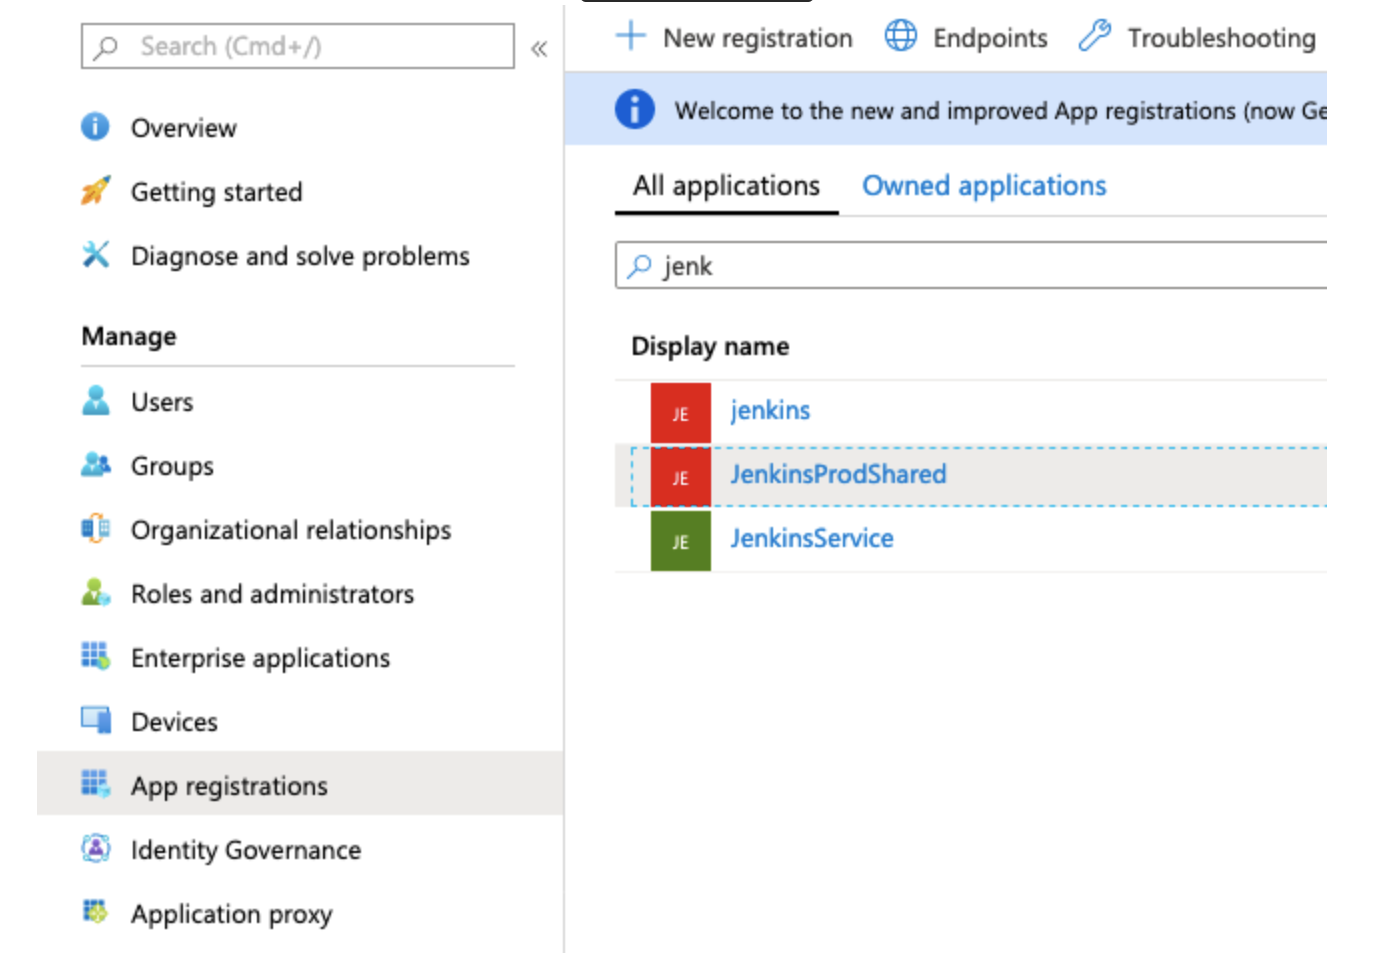 Search (Cmd+/)
Overview
Getting started
Diagnose and solve problems
Manage
Users
Groups
Organizational relationships
Roles and administrators
Enterprise applications
Devices
App registrations
Identity Governance
Application proxy
New registration
Endpoints
Troubleshooting
Welcome to the new and improved App registrations (now Ge
All applications
Owned applications
jenk
Display name
JE jenkins
JE JenkinsProdShared
JE JenkinsService